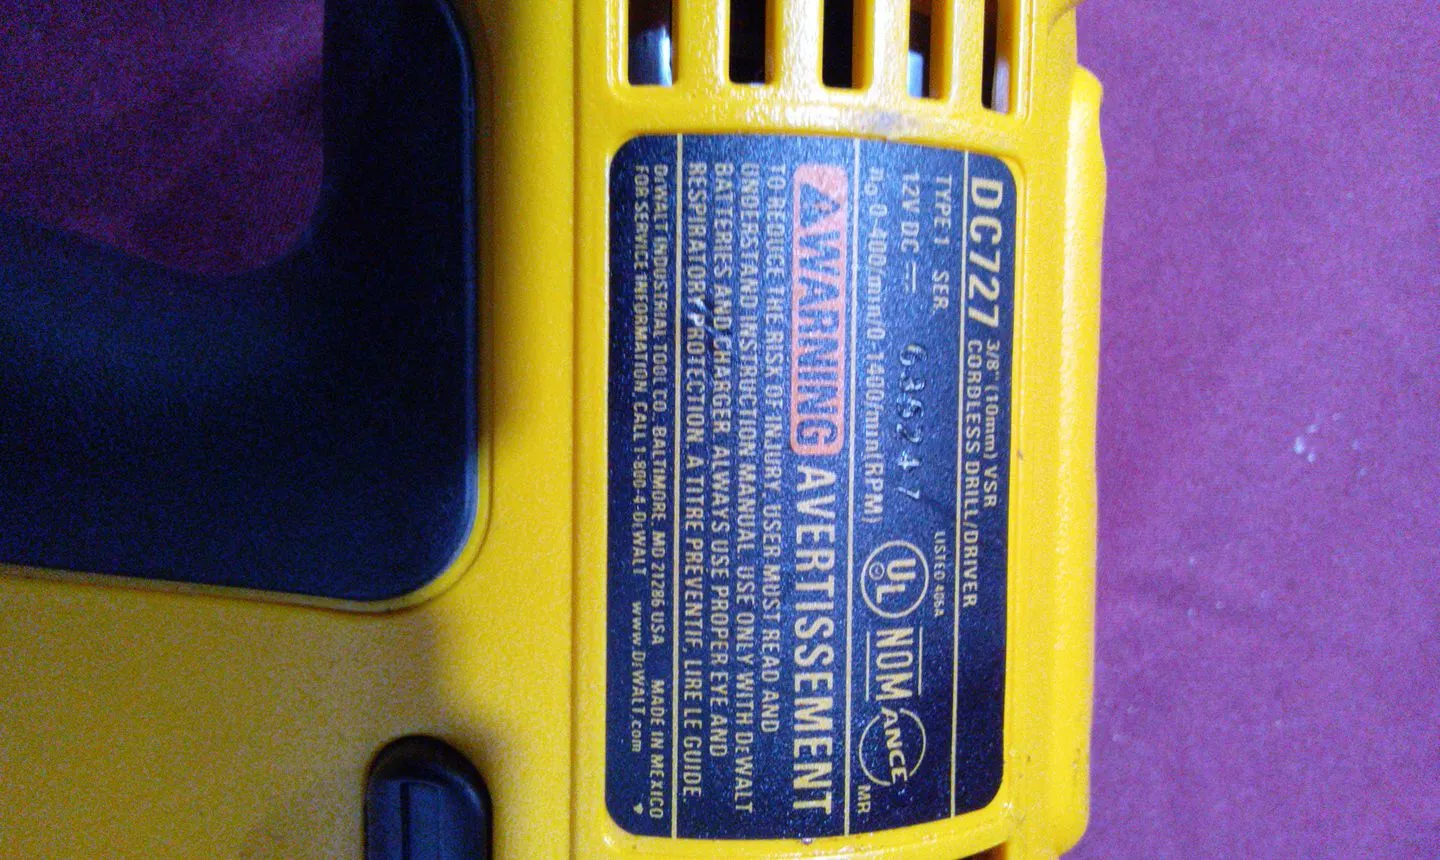 DC727 3/8" (10mm) VSR
CORDLESS DRILL/DRIVER
TYPE 1 SER. 636247
LISTED 406A
12V DC
n₀ 0-400/min/0-1400/min(RPM)
UL NOM ANCE MR
WARNING AVERTISSEMENT
TO REDUCE THE RISK OF INJURY, USER MUST READ AND
UNDERSTAND INSTRUCTION MANUAL. USE ONLY WITH DEWALT
BATTERIES AND CHARGER. ALWAYS USE PROPER EYE AND
RESPIRATORY PROTECTION. A TITRE PREVENTIF, LIRE LE GUIDE.
DEWALT INDUSTRIAL TOOL CO., BALTIMORE, MD 21286 USA MADE IN MEXICO
FOR SERVICE INFORMATION, CALL 1-800-4-DEWALT www.DEWALT.com